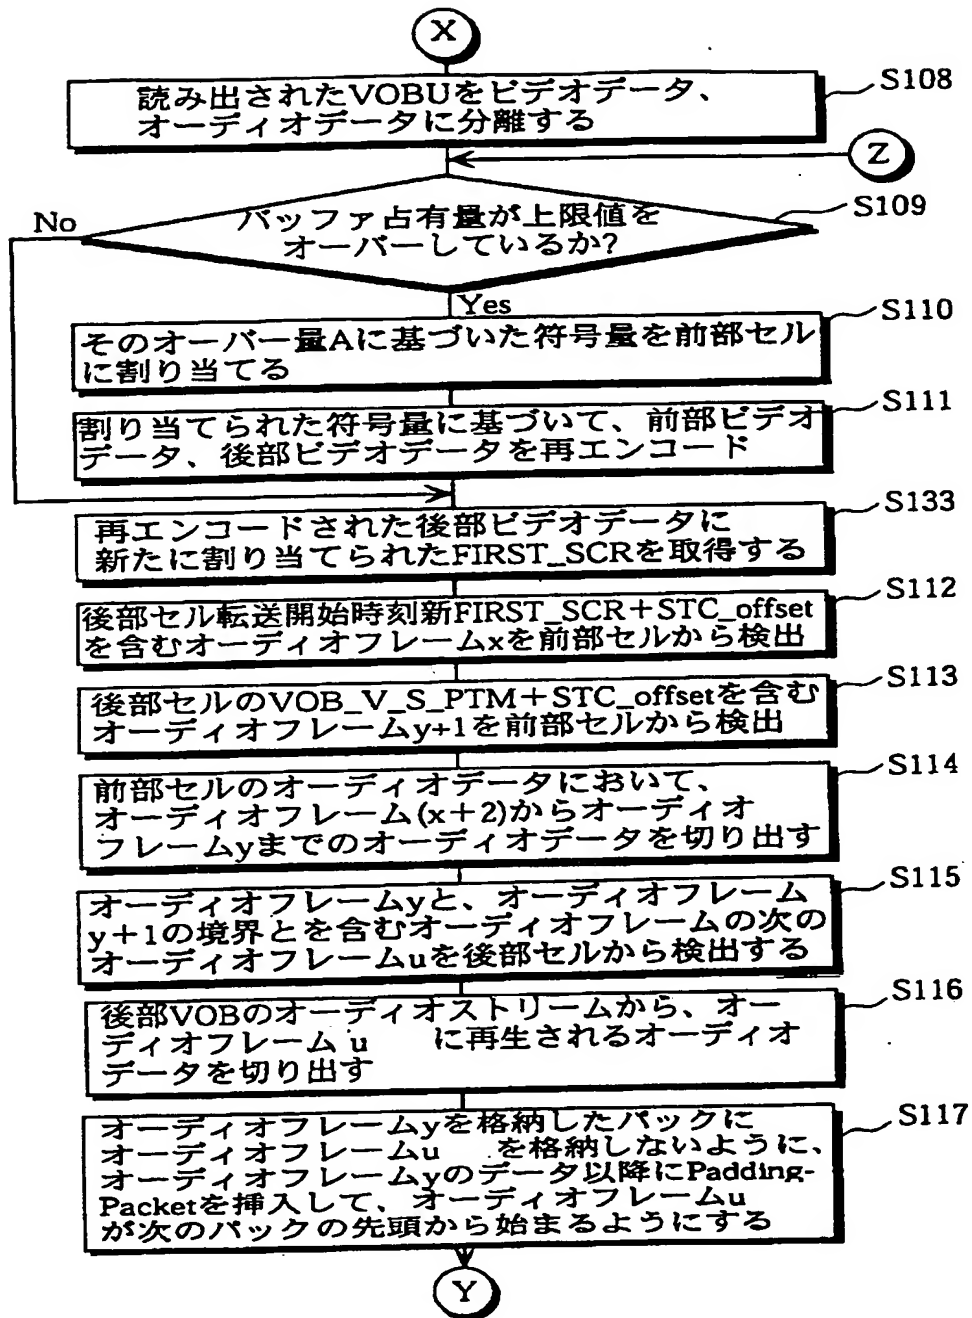 X
読み出されたVOBUをビデオデータ、
オーディオデータに分離する
S108
Z
バッファ占有量が上限値を
オーバーしているか?
S109
No
Yes
そのオーバー量Aに基づいた符号量を前部セル
に割り当てる
S110
割り当てられた符号量に基づいて、前部ビデオ
データ、後部ビデオデータを再エンコード
S111
再エンコードされた後部ビデオデータに
新たに割り当てられたFIRST_SCRを取得する
S133
後部セル転送開始時刻新FIRST_SCR+STC_offset
を含むオーディオフレームxを前部セルから検出
S112
後部セルのVOB_V_S_PTM+STC_offsetを含む
オーディオフレームy+1を前部セルから検出
S113
前部セルのオーディオデータにおいて、
オーディオフレーム(x+2)からオーディオ
フレームyまでのオーディオデータを切り出す
S114
オーディオフレームyと、オーディオフレーム
y+1の境界とを含むオーディオフレームの次の
オーディオフレームuを後部セルから検出する
S115
後部VOBのオーディオストリームから、オー
ディオフレーム u に再生されるオーディオ
データを切り出す
S116
オーディオフレームyを格納したパックに
オーディオフレームu を格納しないように、
オーディオフレームyのデータ以降にPadding-
Packetを挿入して、オーディオフレームu
が次のパックの先頭から始まるようにする
S117
Y